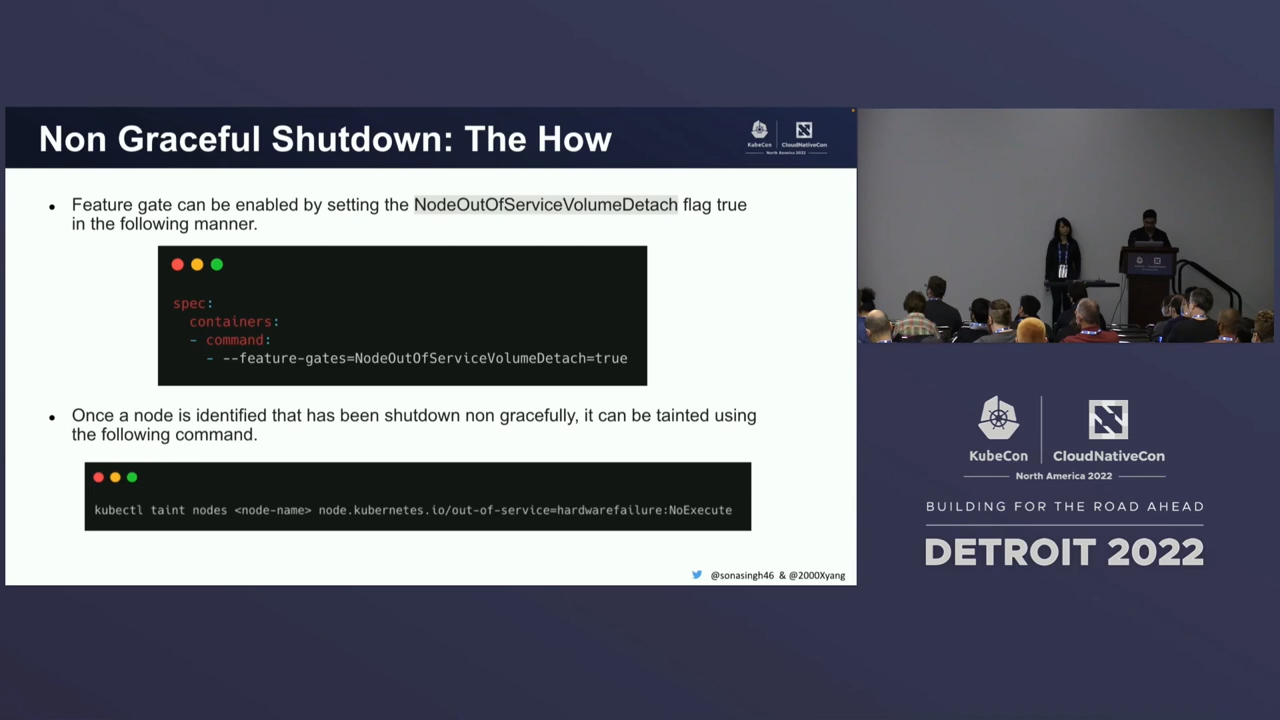 Non Graceful Shutdown: The How
KubeCon
CloudNativeCon
North America 2022
• Feature gate can be enabled by setting the NodeOutOfServiceVolumeDetach flag true
in the following manner.
spec:
containers:
- command:
- --feature-gates=NodeOutOfServiceVolumeDetach=true
• Once a node is identified that has been shutdown non gracefully, it can be tainted using
the following command.
kubectl taint nodes <node-name> node.kubernetes.io/out-of-service=hardwarefailure:NoExecute
@sonasingh46 & @2000Xyang
KubeCon
CloudNativeCon
North America 2022
BUILDING FOR THE ROAD AHEAD
DETROIT 2022